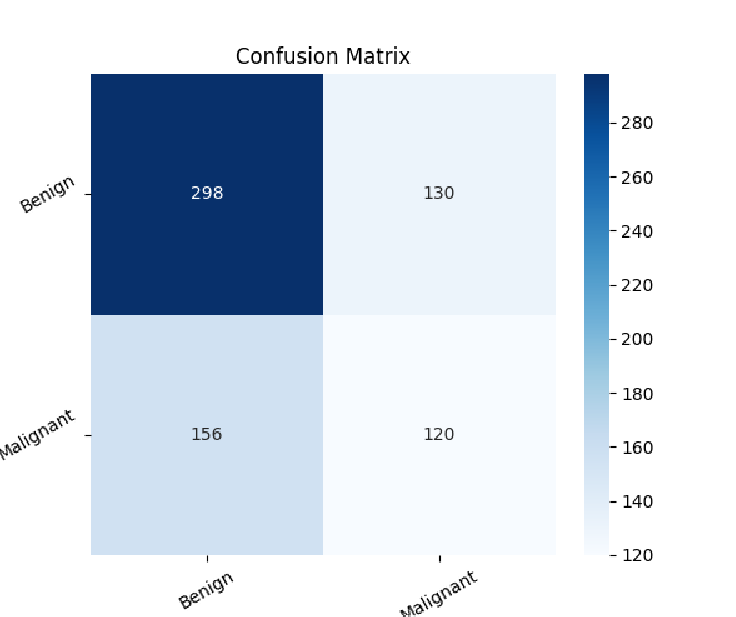 Confusion Matrix
Benign
298
130
Malignant
156
120
Benign
Malignant
280
260
240
220
200
180
160
140
120